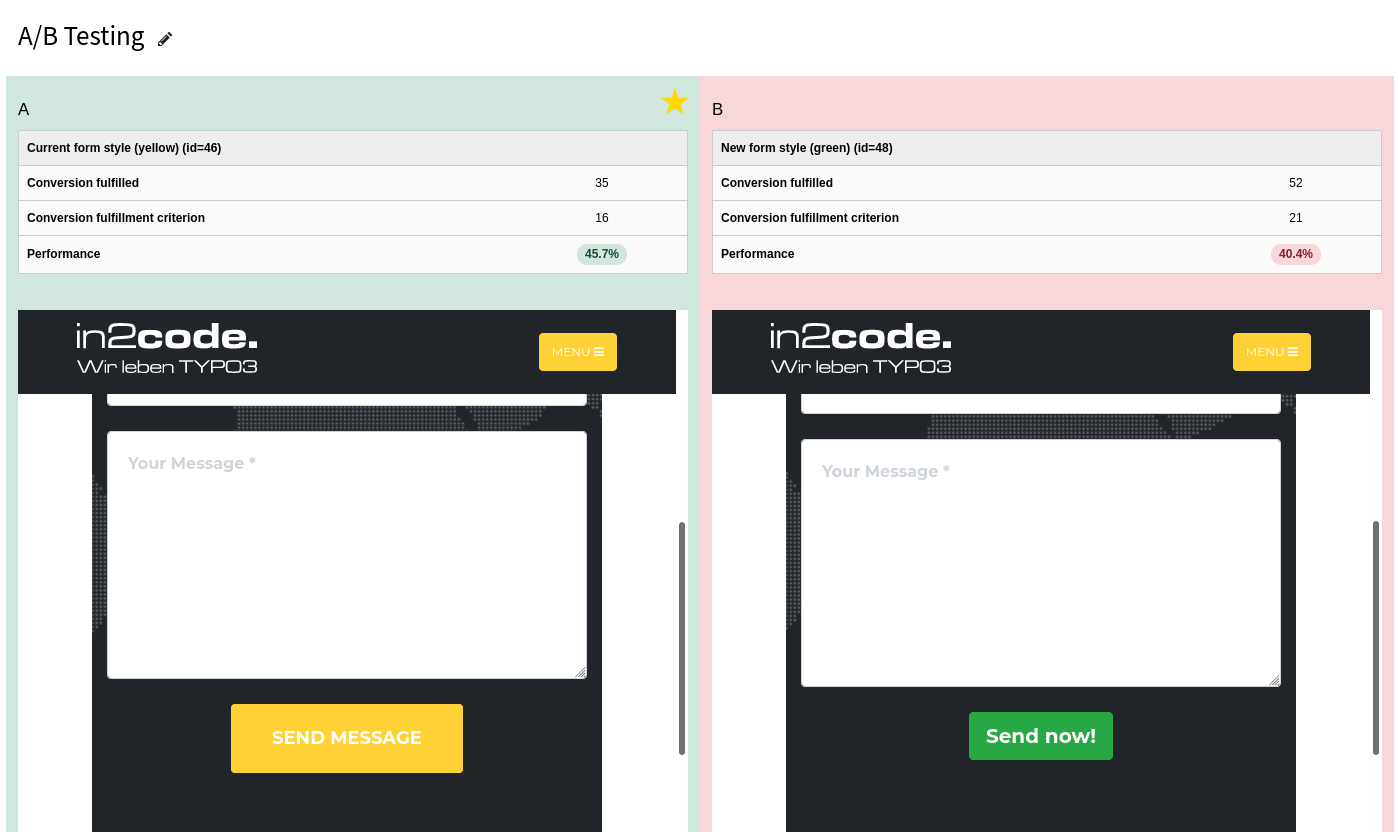 A/B Testing
A
Current form style (yellow) (id=46)
Conversion fulfilled 35
Conversion fulfillment criterion 16
Performance 45.7%
in2code.
Wir leben TYPO3
MENU
Your Message *
SEND MESSAGE
B
New form style (green) (id=48)
Conversion fulfilled 52
Conversion fulfillment criterion 21
Performance 40.4%
in2code.
Wir leben TYPO3
MENU
Your Message *
Send now!